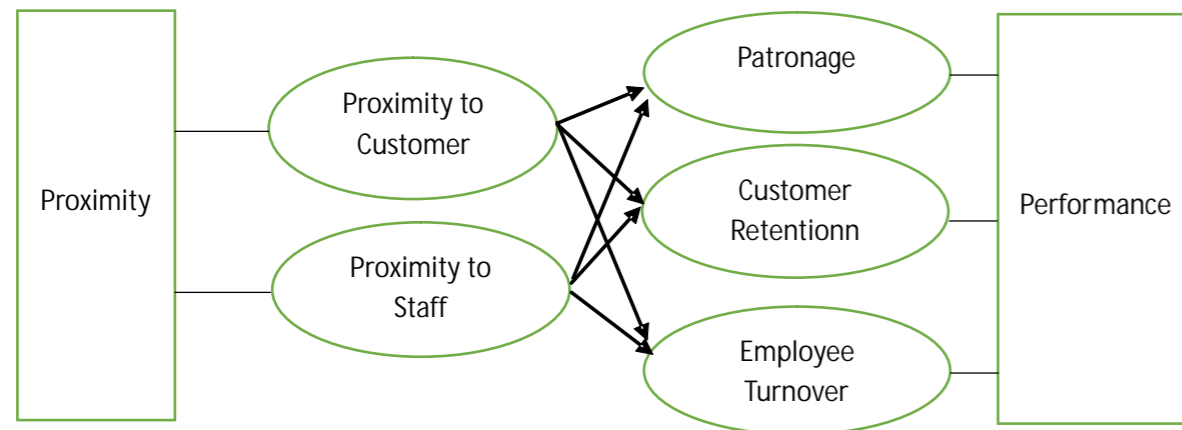 Proximity
Proximity to
Customer
Proximity to
Staff
Patronage
Customer
Retentionn
Employee
Turnover
Performance